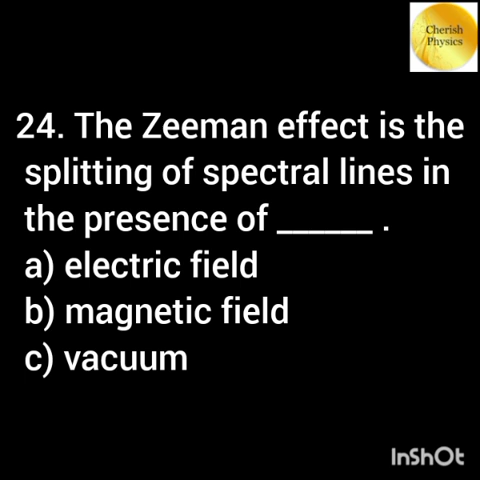 Cherish
Physics
24. The Zeeman effect is the
splitting of spectral lines in
the presence of ______ .
a) electric field
b) magnetic field
c) vacuum
InShOt